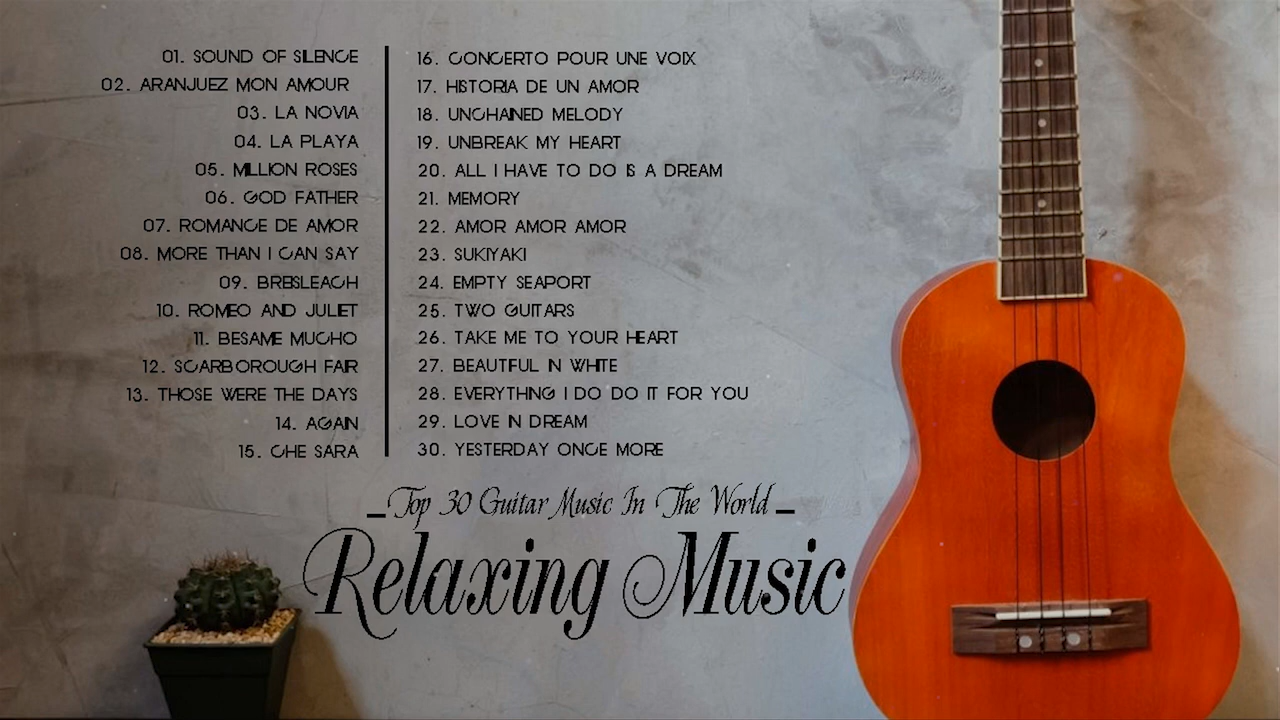 01. SOUND OF SILENCE
02. ARANJUEZ MON AMOUR
03. LA NOVIA
04. LA PLAYA
05. MILLION ROSES
06. GOD FATHER
07. ROMANCE DE AMOR
08. MORE THAN I CAN SAY
09. BRBSLEACH
10. ROMEO AND JULIET
11. BESAME MUCHO
12. SCARBOROUGH FAIR
13. THOSE WERE THE DAYS
14. AGAIN
15. CHE SARA
16. CONCERTO POUR UNE VOIX
17. HISTORIA DE UN AMOR
18. UNCHAINED MELODY
19. UNBREAK MY HEART
20. ALL I HAVE TO DO IS A DREAM
21. MEMORY
22. AMOR AMOR AMOR
23. SUKIYAKI
24. EMPTY SEAPORT
25. TWO GUITARS
26. TAKE ME TO YOUR HEART
27. BEAUTFUL IN WHITE
28. EVERYTHING I DO DO IT FOR YOU
29. LOVE IN DREAM
30. YESTERDAY ONCE MORE
_Top 30 Guitar Music In The World_
Relaxing Music